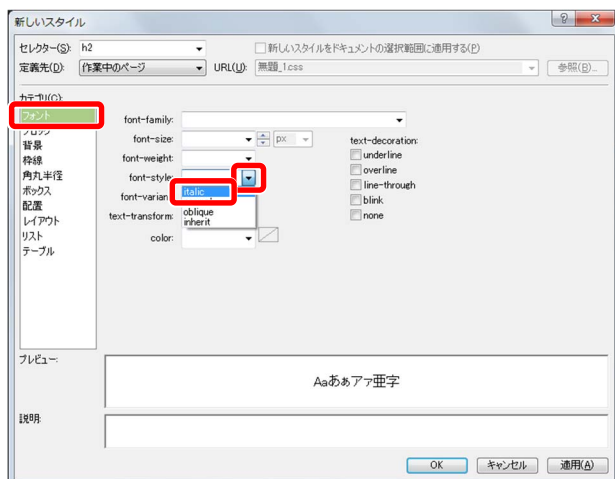 新しいスタイル
セレクター(S): h2 新しいスタイルをドキュメントの選択範囲に適用する(P)
定義先(D): 作業中のページ URL(U): 無題_1.css 参照(B)...
カテゴリ(C):
フォント
ブロック
背景
枠線
角丸半径
ボックス
配置
レイアウト
リスト
テーブル
font-family:
font-size: px
font-weight:
font-style:
italic
oblique
inherit
font-varian
text-transform:
color:
text-decoration:
underline
overline
line-through
blink
none
プレビュー:
Aaあぁアァ亜宇
説明:
OK キャンセル 適用(A)